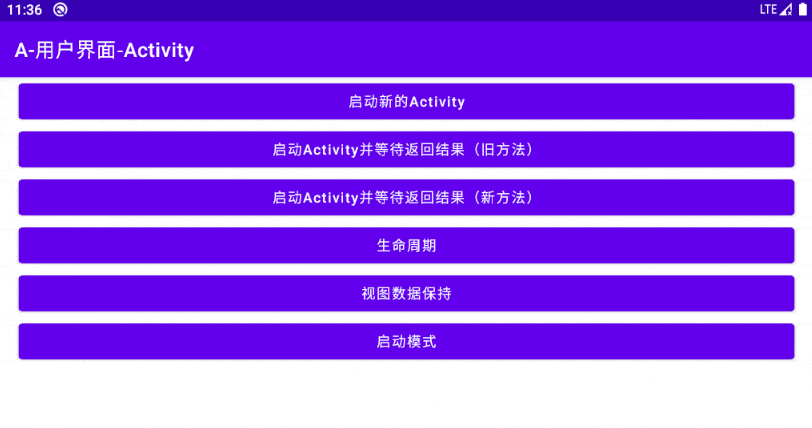 11:36
LTE
A-用户界面-Activity
启动新的Activity
启动Activity并等待返回结果（旧方法）
启动Activity并等待返回结果（新方法）
生命周期
视图数据保持
启动模式